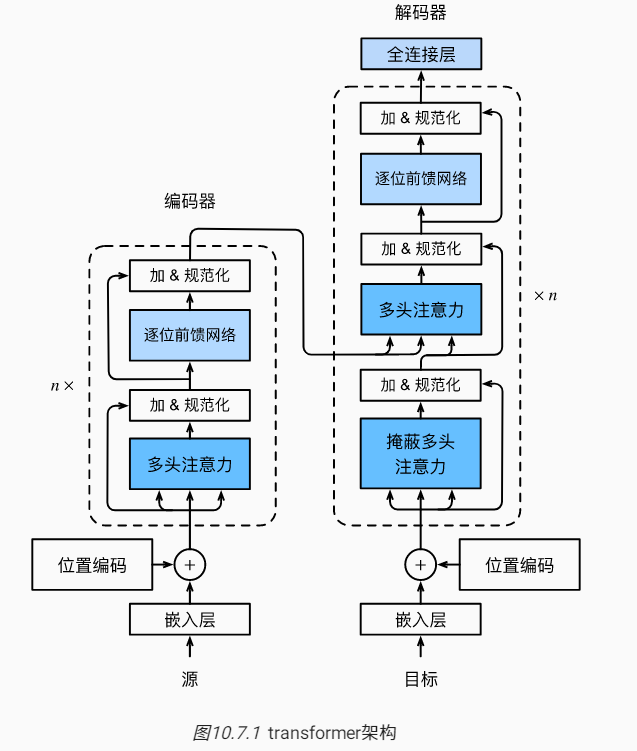 解码器
全连接层
加 & 规范化
逐位前馈网络
编码器
加 & 规范化
加 & 规范化
× n
多头注意力
逐位前馈网络
n ×
加 & 规范化
加 & 规范化
多头注意力
掩蔽多头
注意力
位置编码
+
+
位置编码
嵌入层
嵌入层
源
目标
图10.7.1 transformer架构